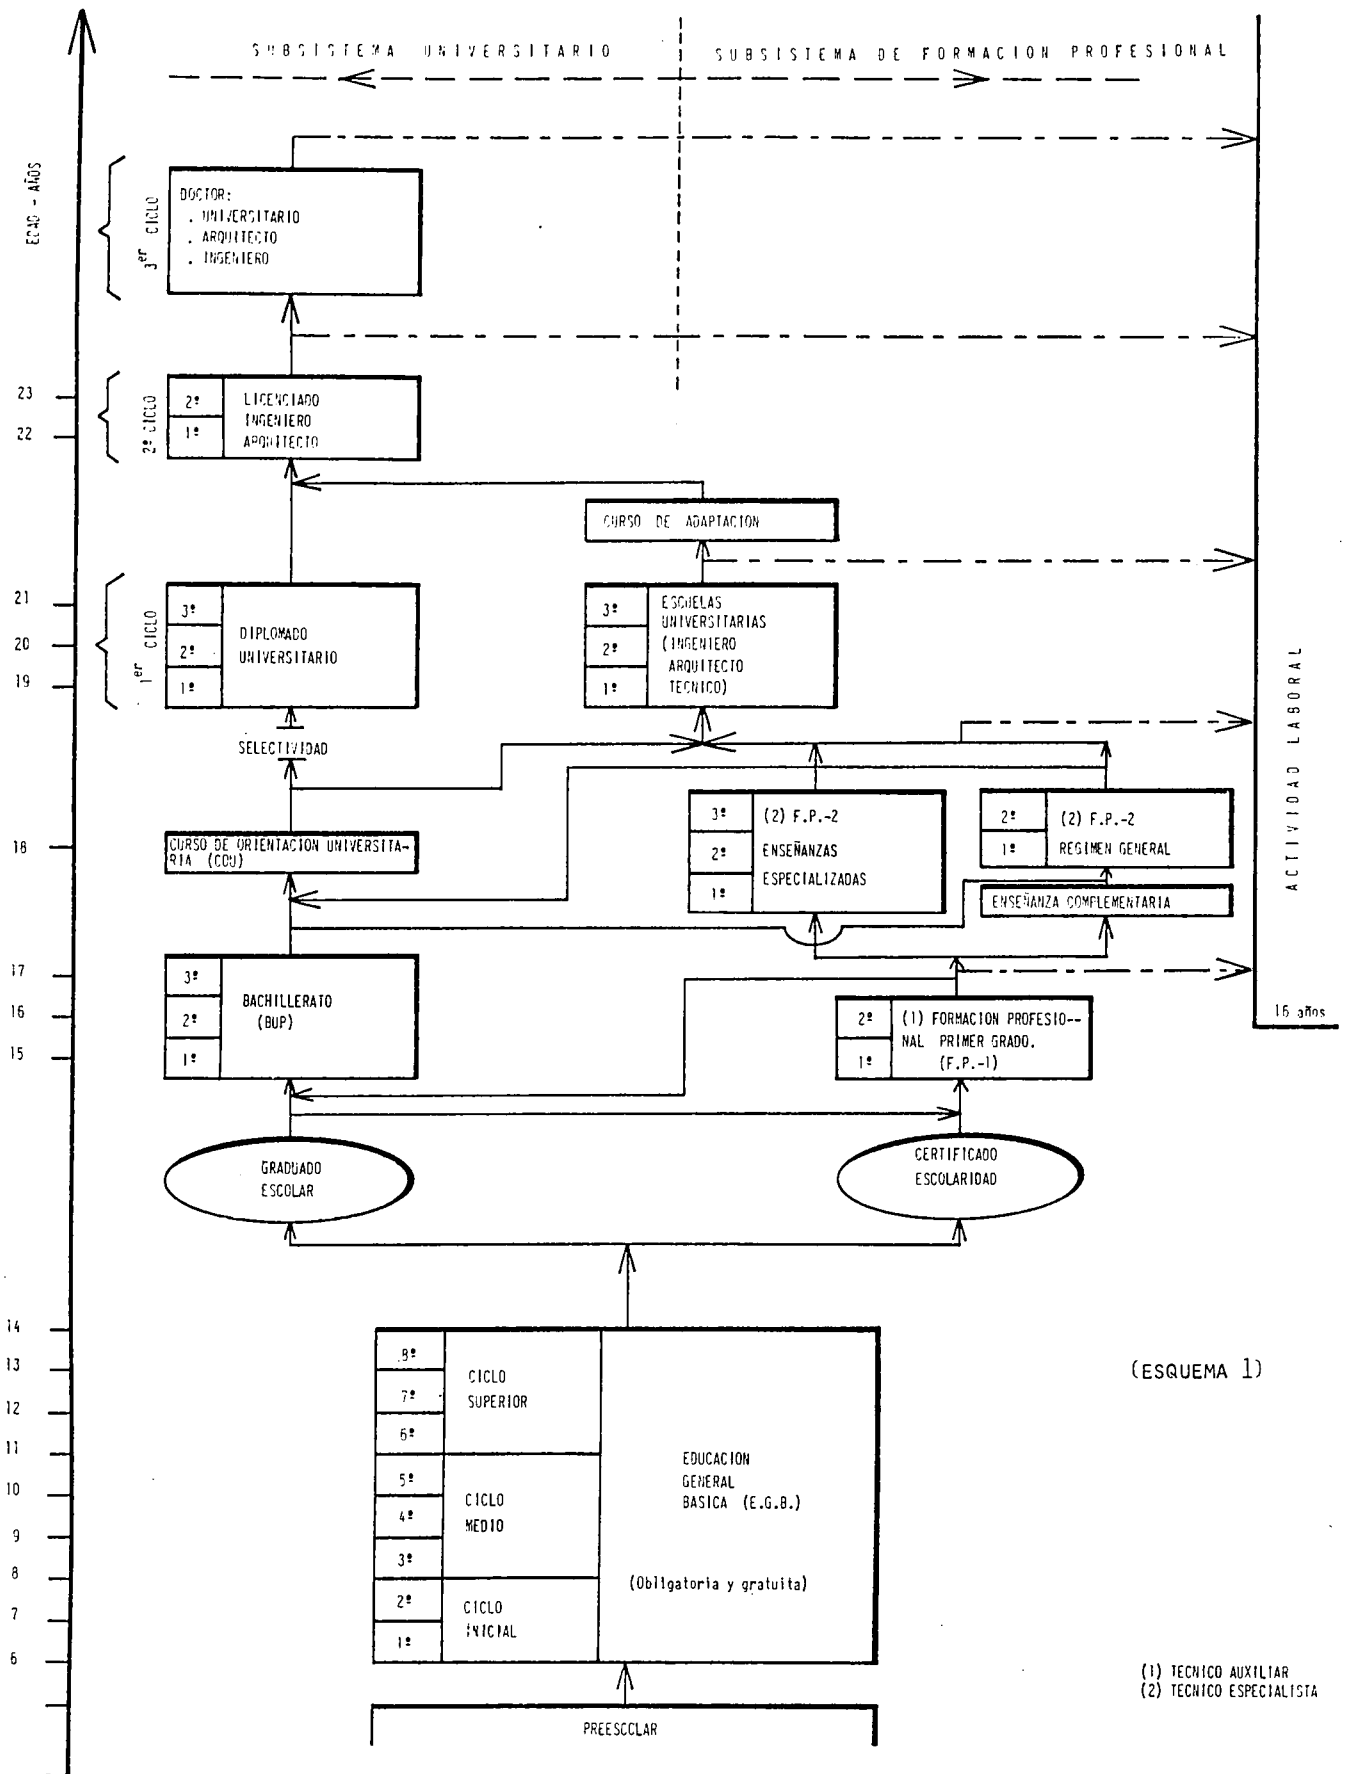 SUBSISTEMA UNIVERSITARIO
SUBSISTEMA DE FORMACION PROFESIONAL
EDAD - AÑOS
3er CICLO
DOCTOR:
. UNIVERSITARIO
. ARQUITECTO
. INGENIERO
23
22
2º CICLO
2º
1º
LICENCIADO
INGENIERO
ARQUITECTO
CURSO DE ADAPTACION
21
20
19
1er CICLO
3º
2º
1º
DIPLOMADO
UNIVERSITARIO
3º
2º
1º
ESCUELAS
UNIVERSITARIAS
(INGENIERO
ARQUITECTO
TECNICO)
ACTIVIDAD LABORAL
SELECTIVIDAD
18
CURSO DE ORIENTACION UNIVERSITA-
RIA (COU)
3º
2º
1º
(2) F.P.-2
ENSEÑANZAS
ESPECIALIZADAS
2º
1º
(2) F.P.-2
REGIMEN GENERAL
ENSEÑANZA COMPLEMENTARIA
17
16
15
3º
2º
1º
BACHILLERATO
(BUP)
2º
1º
(1) FORMACION PROFESIO--
NAL PRIMER GRADO.
(F.P.-1)
16 años
GRADUADO
ESCOLAR
CERTIFICADO
ESCOLARIDAD
14
13
12
11
10
9
8
7
6
8º
7º
6º
5º
4º
3º
2º
1º
CICLO
SUPERIOR
CICLO
MEDIO
CICLO
INICIAL
EDUCACION
GENERAL
BASICA (E.G.B.)
(Obligatoria y gratuita)
(ESQUEMA 1)
(1) TECNICO AUXILIAR
(2) TECNICO ESPECIALISTA
PREESCOLAR